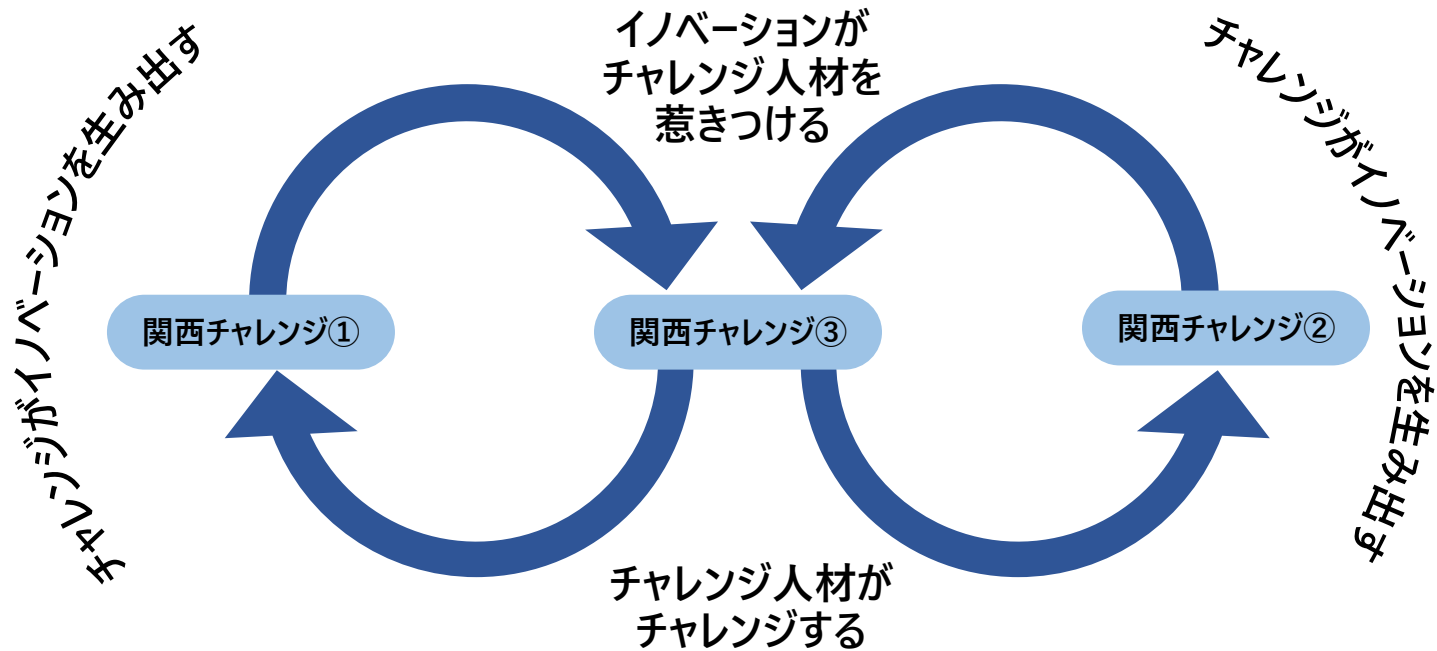 イノベーションが
チャレンジ人材を
惹きつける
チャレンジがイノベーションを生み出す
チャレンジがイノベーションを生み出す
関西チャレンジ①
関西チャレンジ③
関西チャレンジ②
チャレンジ人材が
チャレンジする